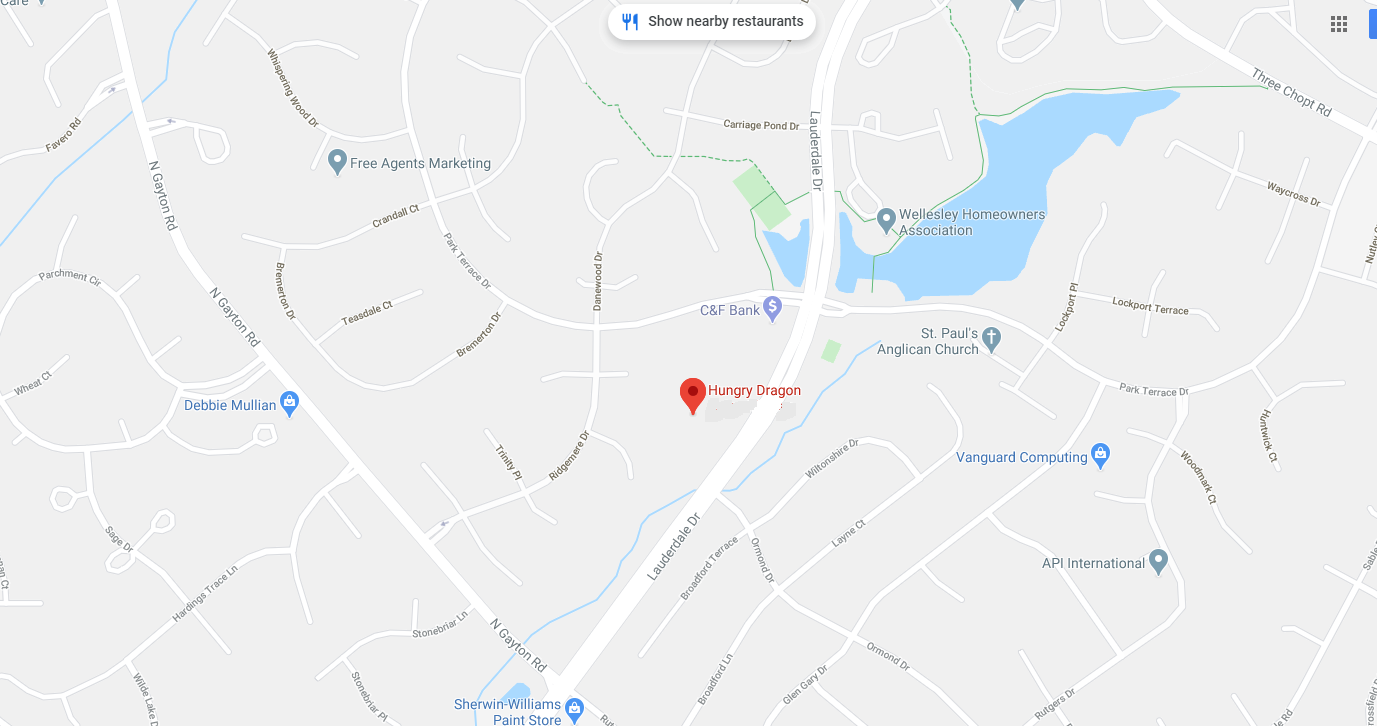 Care
Show nearby restaurants
Three Chopt Rd
Whispering Wood Dr
Favero Rd
Carriage Pond Dr
Lauderdale Dr
Free Agents Marketing
N Gayton Rd
Waycross Dr
Crandall Ct
Wellesley Homeowners
Association
Park Terrace Dr
Danewood Dr
Bremerton Dr
Parchment Cir
N Gayton Rd
Teasdale Ct
Bremerton Dr
C&F Bank
Lockport Pl
Lockport Terrace
St. Paul's
Anglican Church
Wheat Ct
Debbie Mullian
Hungry Dragon
Park Terrace Dr
Huntwick Ct
Trinity Pl
Ridgemere Dr
Wiltonshire Dr
Vanguard Computing
Woodmark Ct
Sage Dr
Lauderdale Dr
Broadford Terrace
Ormond Dr
Layne Ct
API International
Hardings Trace Ln
Stonebriar Ln
N Gayton Rd
Ormond Dr
Broadford Ln
Glen Gary Dr
Rutgers Dr
Wilde Lake D
Stonebriar Pl
Sherwin-Williams
Paint Store